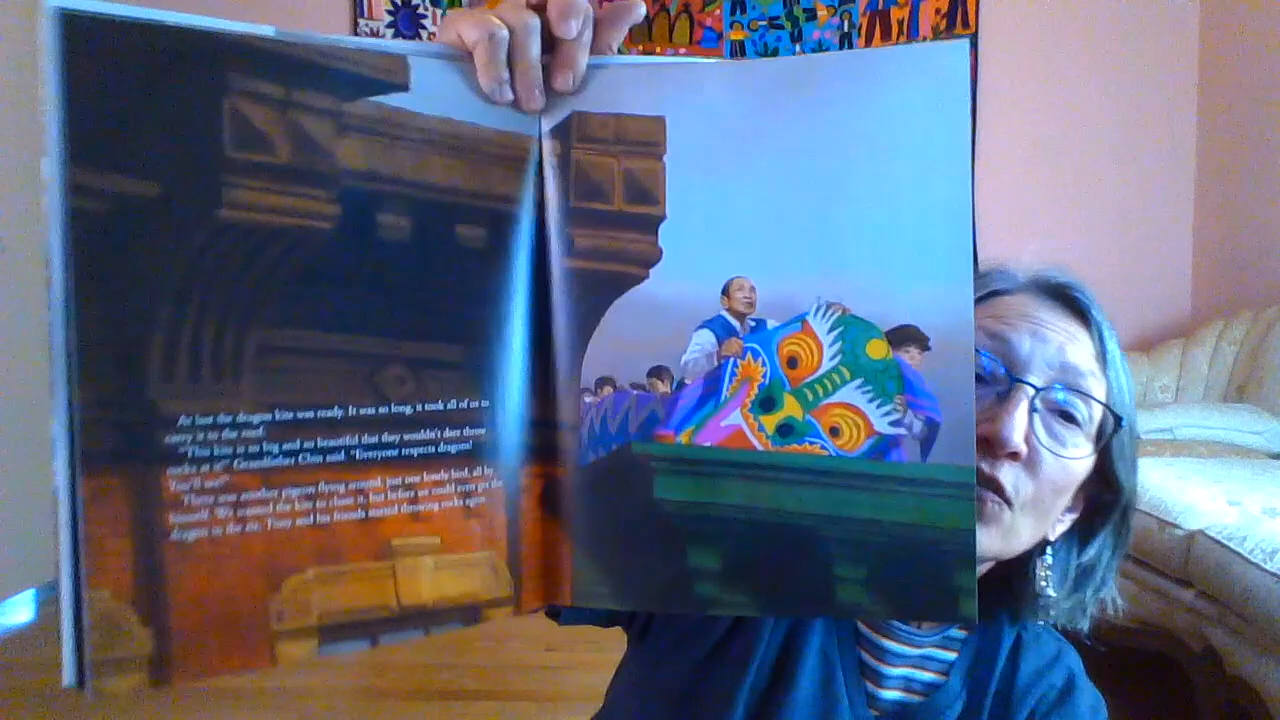 At last the dragon kite was ready. It was so long, it took all of us to
carry it to the roof.
"This kite is so big and so beautiful that they wouldn't dare throw
rocks at it!" Grandfather Chin said. "Everyone respects dragons!
You'll see!"
There was another pigeon flying around, just one lonely bird, all by
himself. We wanted the kite to chase it, but before we could even get the
dragon in the air, Tony and his friends started throwing rocks again.